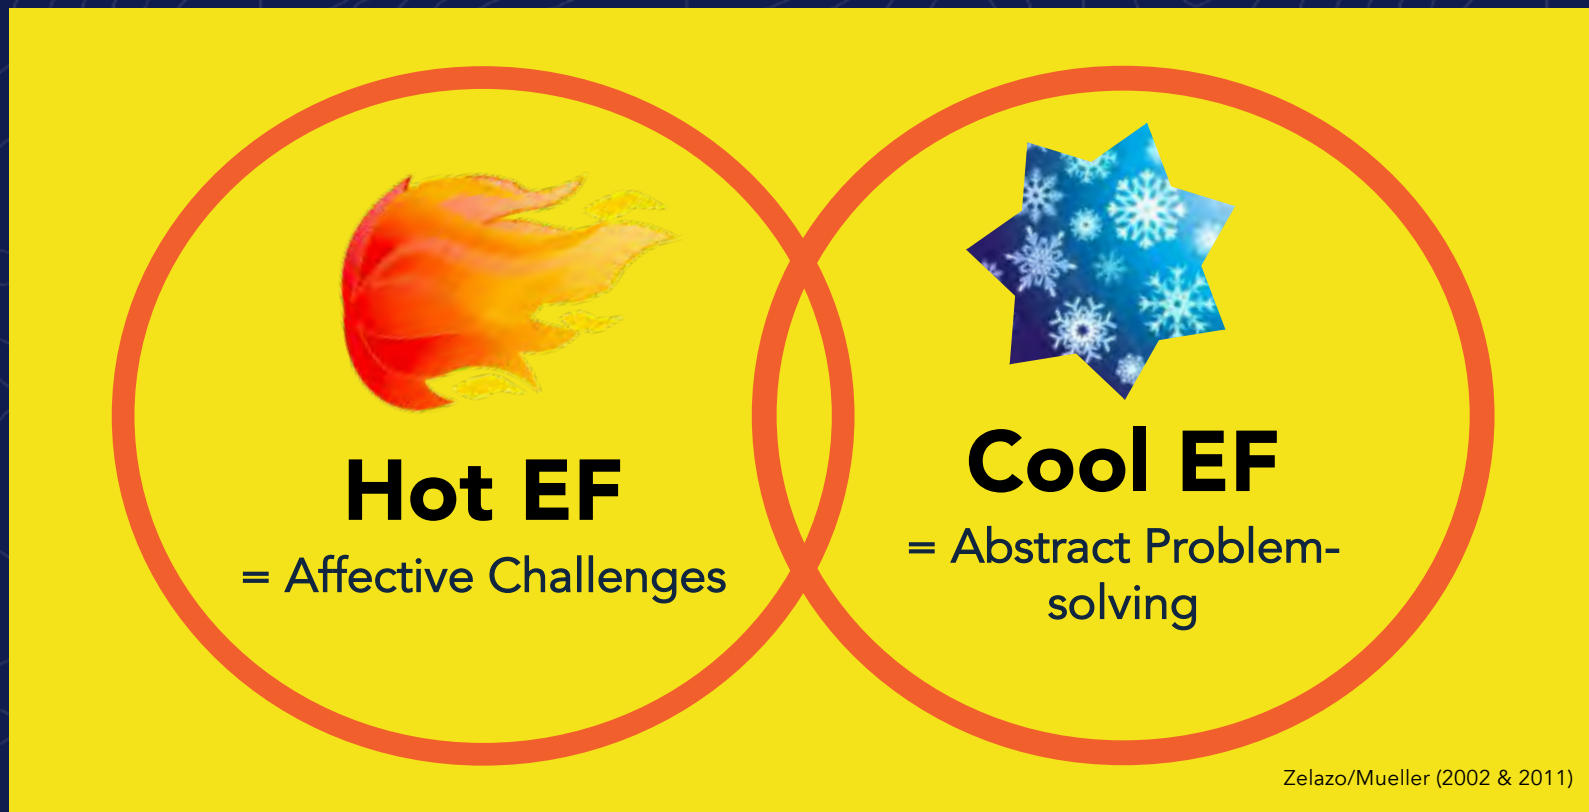 Hot EF
= Affective Challenges
Cool EF
= Abstract Problem-
solving
Zelazo/Mueller (2002 & 2011)